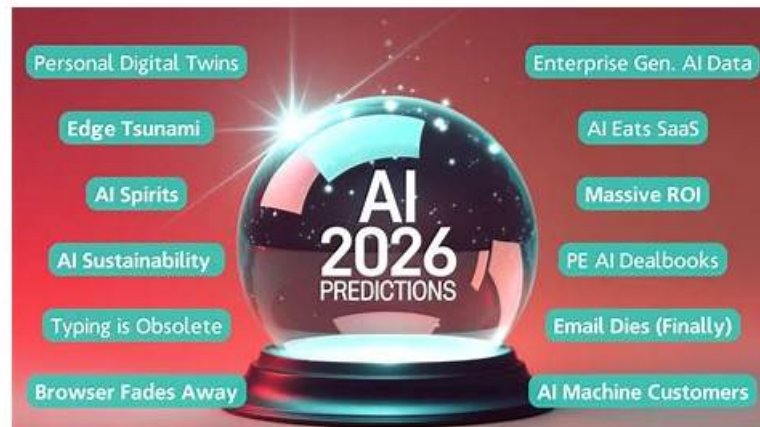 Personal Digital Twins
Edge Tsunami
AI Spirits
AI Sustainability
Typing is Obsolete
Browser Fades Away
AI
2026
PREDICTIONS
Enterprise Gen. AI Data
AI Eats SaaS
Massive ROI
PE AI Dealbooks
Email Dies (Finally)
AI Machine Customers